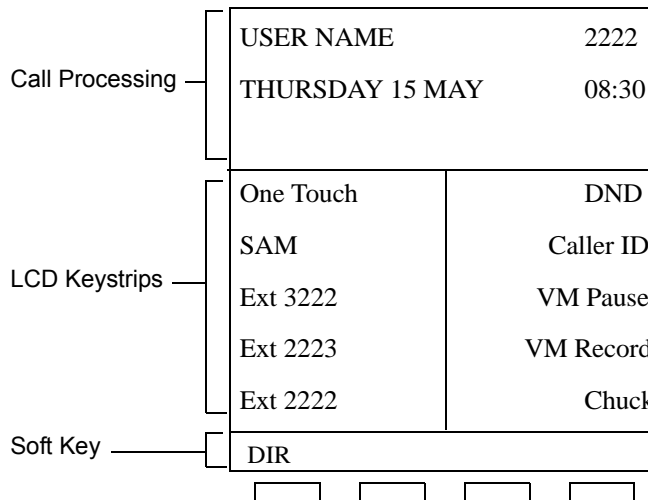 USER NAME 2222
Call Processing
THURSDAY 15 MAY 08:30
One Touch DND
SAM Caller ID
LCD Keystrips
Ext 3222 VM Pause
Ext 2223 VM Record
Ext 2222 Chuck
Soft Key
DIR